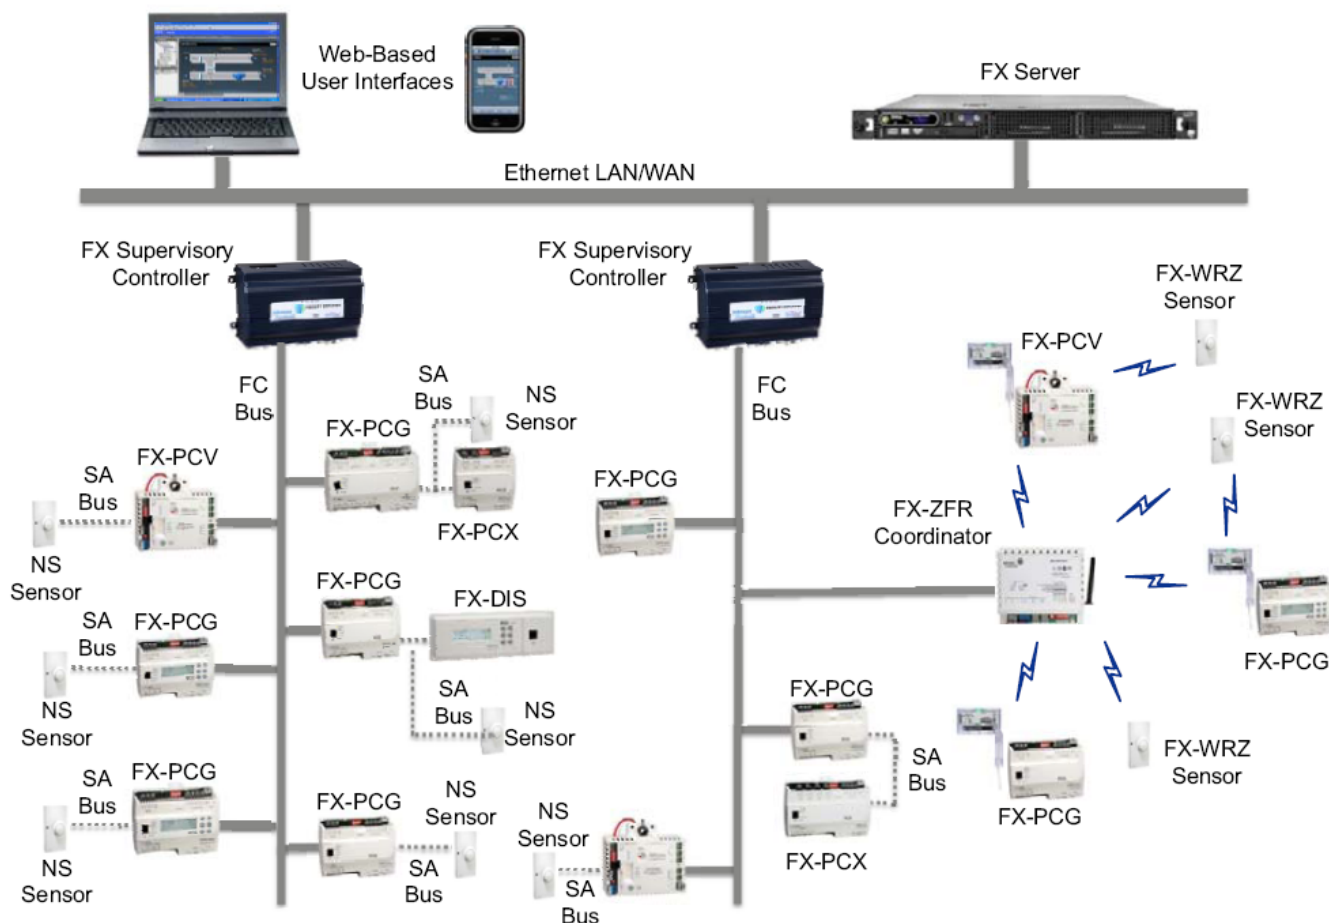 Web-Based
User Interfaces
FX Server
Ethernet LAN/WAN
FX Supervisory
Controller
FX Supervisory
Controller
FX-WRZ
Sensor
FX-PCV
FC
Bus
SA
Bus
NS
Sensor
FC
Bus
FX-WRZ
Sensor
FX-PCG
FX-PCV
SA
Bus
FX-PCG
FX-ZFR
Coordinator
FX-PCX
NS
Sensor
FX-PCG
FX-DIS
SA
Bus
FX-PCG
FX-PCG
NS
Sensor
SA
Bus
NS
Sensor
FX-PCG
FX-WRZ
Sensor
SA
Bus
FX-PCG
SA
Bus
FX-PCG
NS
Sensor
NS
Sensor
FX-PCG
NS
Sensor
SA
Bus
FX-PCX
SA
Bus